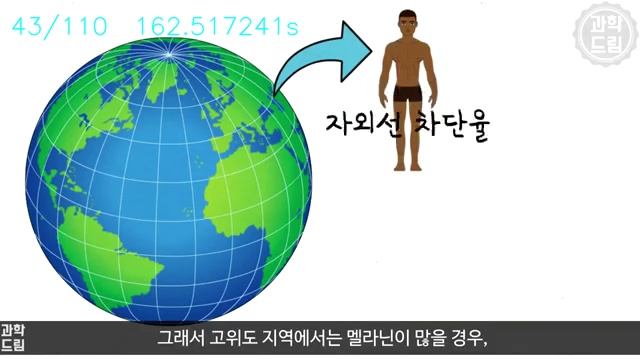 43/110 162.517241s
과학
드림
자외선 차단율
과학
드림
그래서 고위도 지역에서는 멜라닌이 많을 경우,